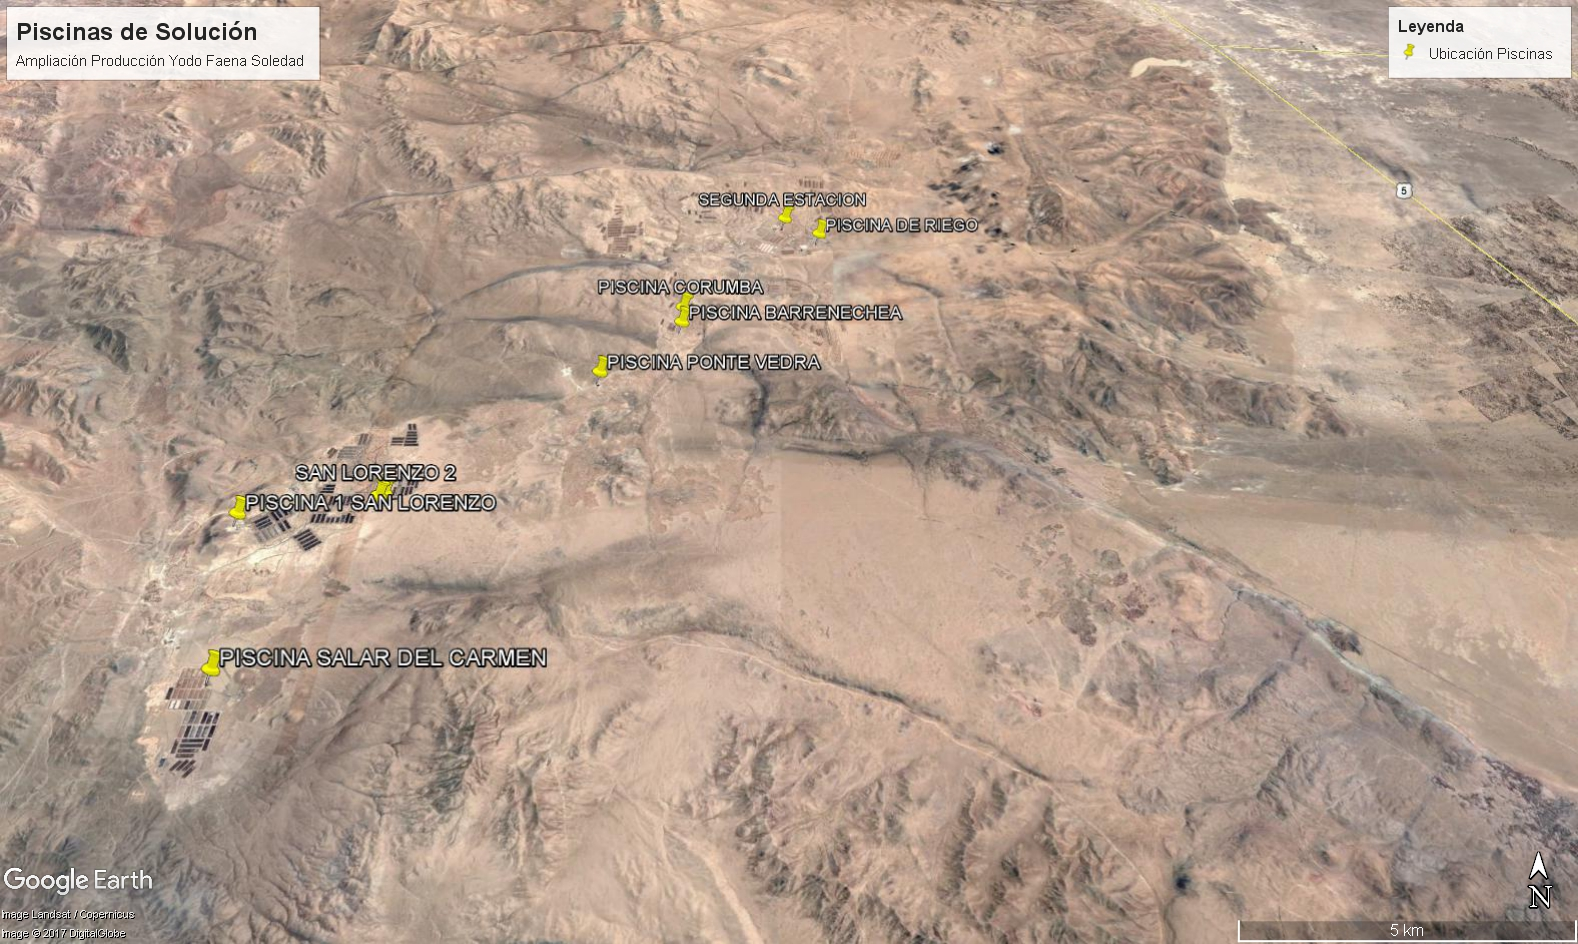 Piscinas de Solución
Ampliación Producción Yodo Faena Soledad
Leyenda
Ubicación Piscinas
5
SEGUNDA ESTACION
PISCINA DE RIEGO
PISCINA CORUMBA
PISCINA BARRENECHEA
PISCINA PONTE VEDRA
SAN LORENZO 2
PISCINA 1 SAN LORENZO
PISCINA SALAR DEL CARMEN
Google Earth
Image Landsat / Copernicus
Image © 2017 DigitalGlobe
N
5 km